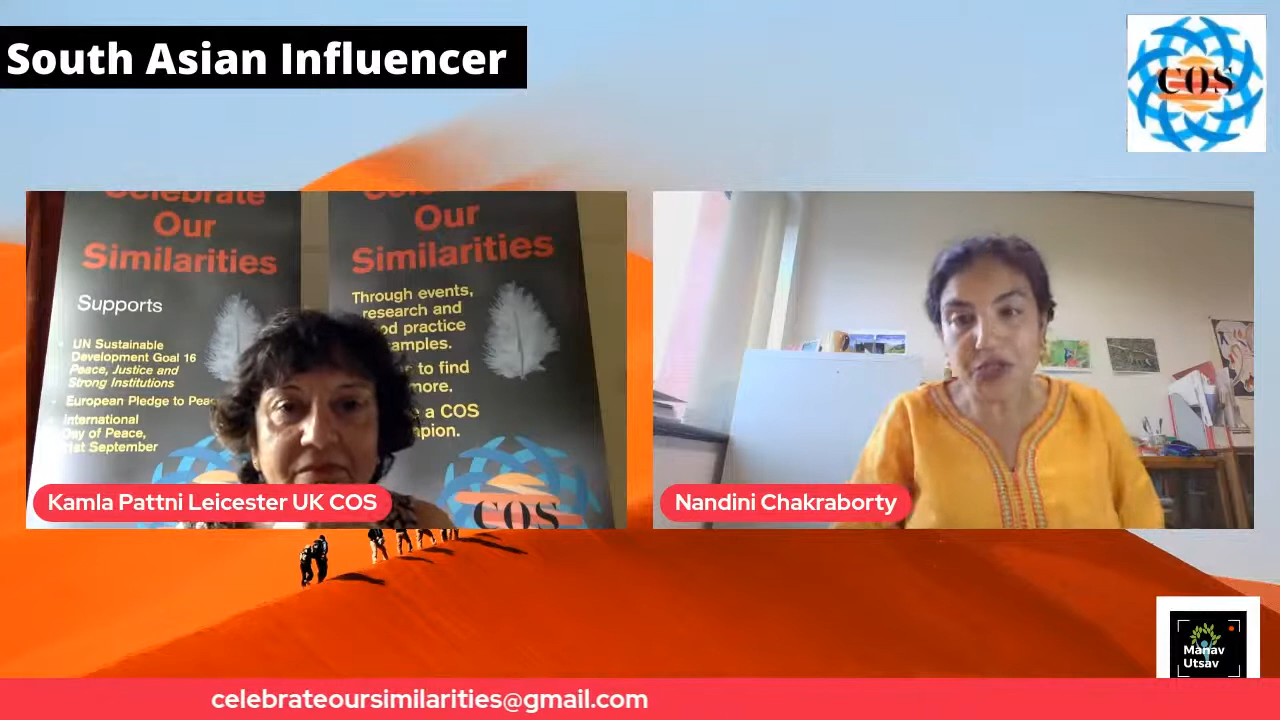 South Asian Influencer
COS
Celebrate
Our
Similarities
Supports
UN Sustainable
Development Goal 16
Peace, Justice and
Strong Institutions
European Pledge to
International
Day of Peace,
21st September
Our
Similarities
Through events,
research and
good practice
to find
more.
a COS
COS
Kamla Pattni Leicester UK COS
Nandini Chakraborty
Manav
Utsav
celebrateoursimilarities@gmail.com